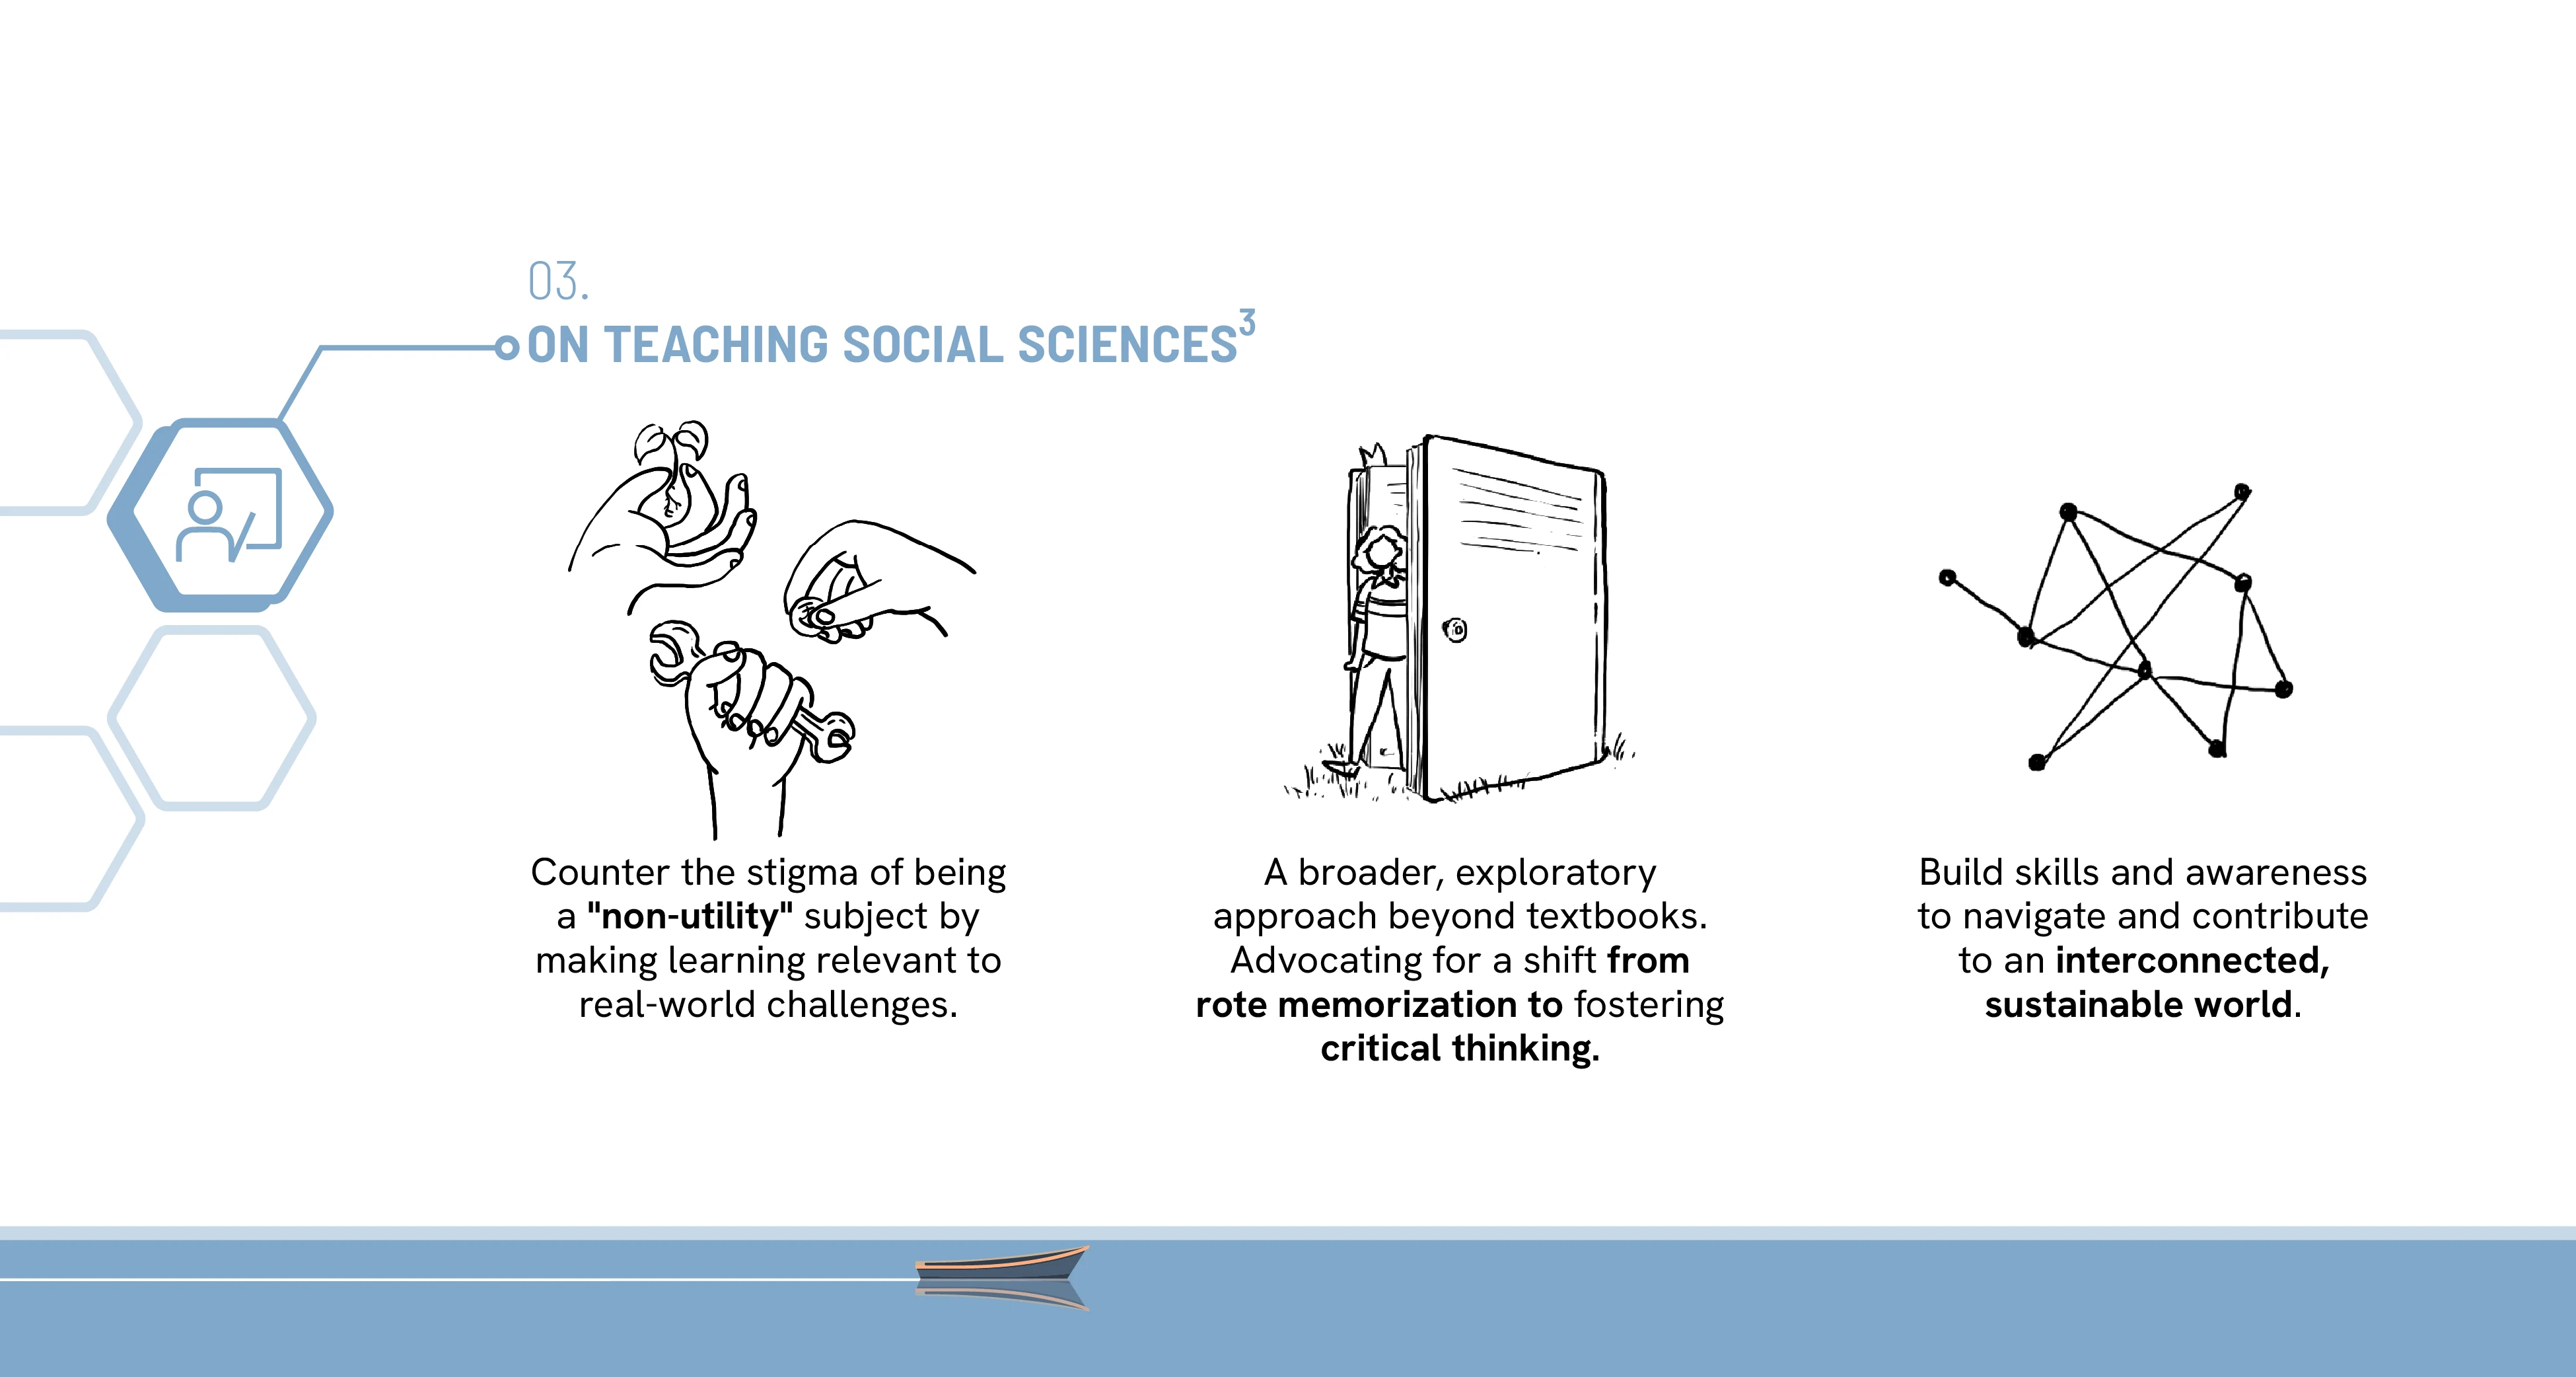 03.
ON TEACHING SOCIAL SCIENCES³
Counter the stigma of being
a "non-utility" subject by
making learning relevant to
real-world challenges.
A broader, exploratory
approach beyond textbooks.
Advocating for a shift from
rote memorization to fostering
critical thinking.
Build skills and awareness
to navigate and contribute
to an interconnected,
sustainable world.